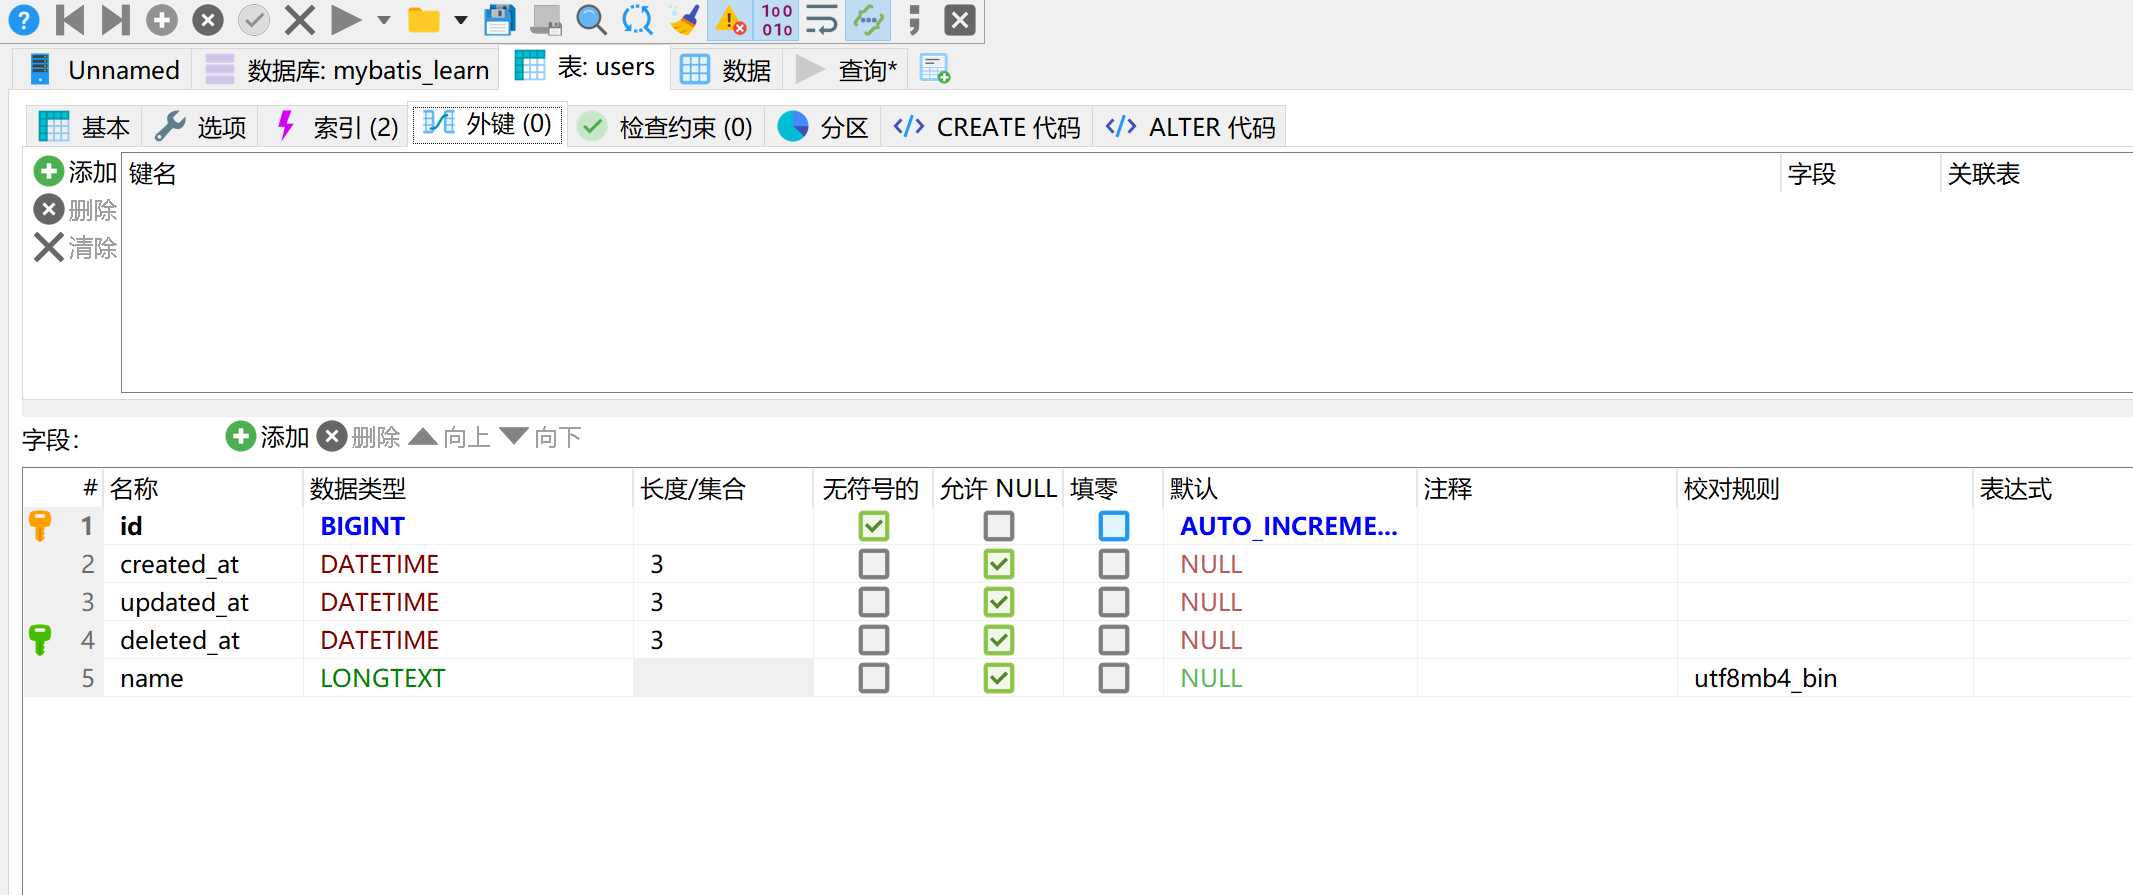 Unnamed 数据库: mybatis_learn 表: users 数据 查询*
基本 选项 索引 (2) 外键 (0) 检查约束 (0) 分区 CREATE 代码 ALTER 代码
添加 键名 字段 关联表
删除
清除
字段: 添加 删除 向上 向下
# 名称 数据类型 长度/集合 无符号的 允许 NULL 填零 默认 注释 校对规则 表达式
1 id BIGINT AUTO_INCREME...
2 created_at DATETIME 3 NULL
3 updated_at DATETIME 3 NULL
4 deleted_at DATETIME 3 NULL
5 name LONGTEXT NULL utf8mb4_bin